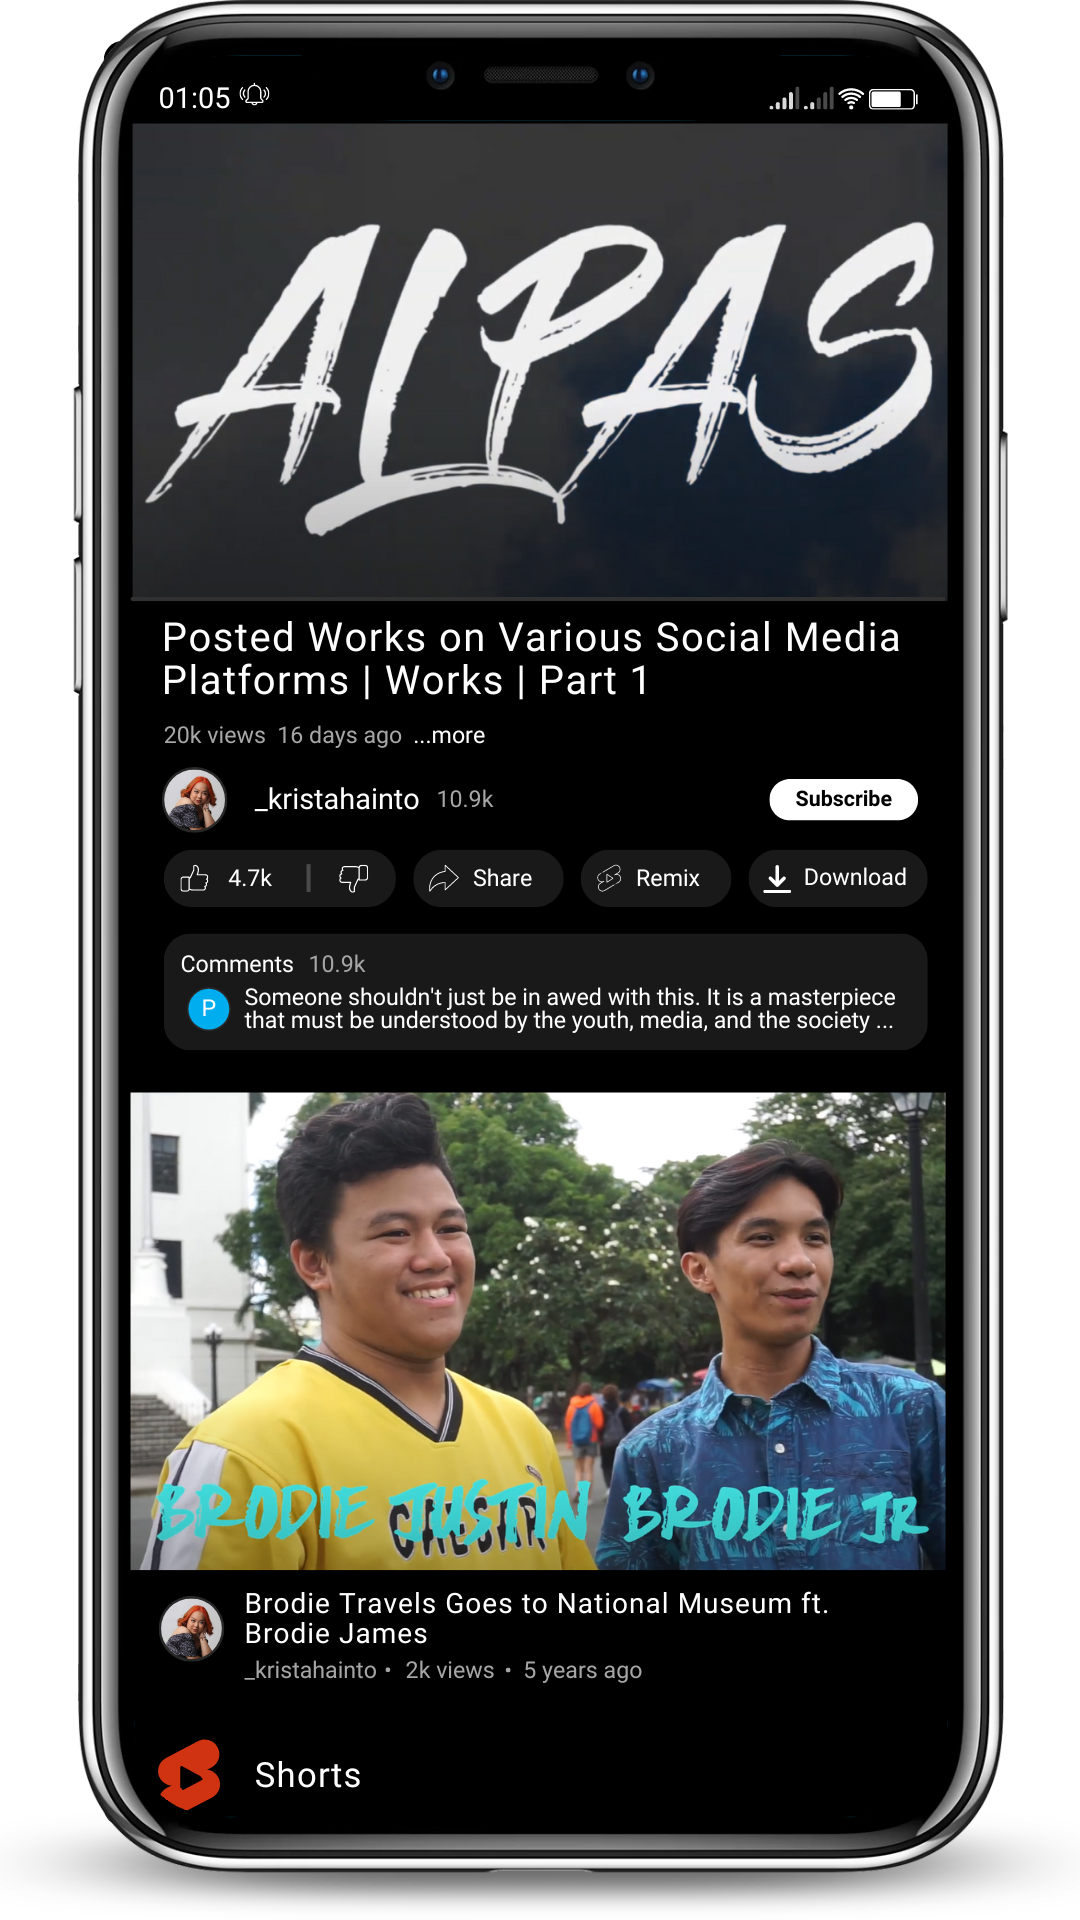 01:05
ALPAS
Posted Works on Various Social Media
Platforms | Works | Part 1
20k views 16 days ago ...more
_kristahainto 10.9k Subscribe
4.7k | Share Remix Download
Comments 10.9k
P
Someone shouldn't just be in awed with this. It is a masterpiece
that must be understood by the youth, media, and the society ...
BRODIE JUSTIN BRODIE JR
Brodie Travels Goes to National Museum ft.
Brodie James
_kristahainto • 2k views • 5 years ago
Shorts